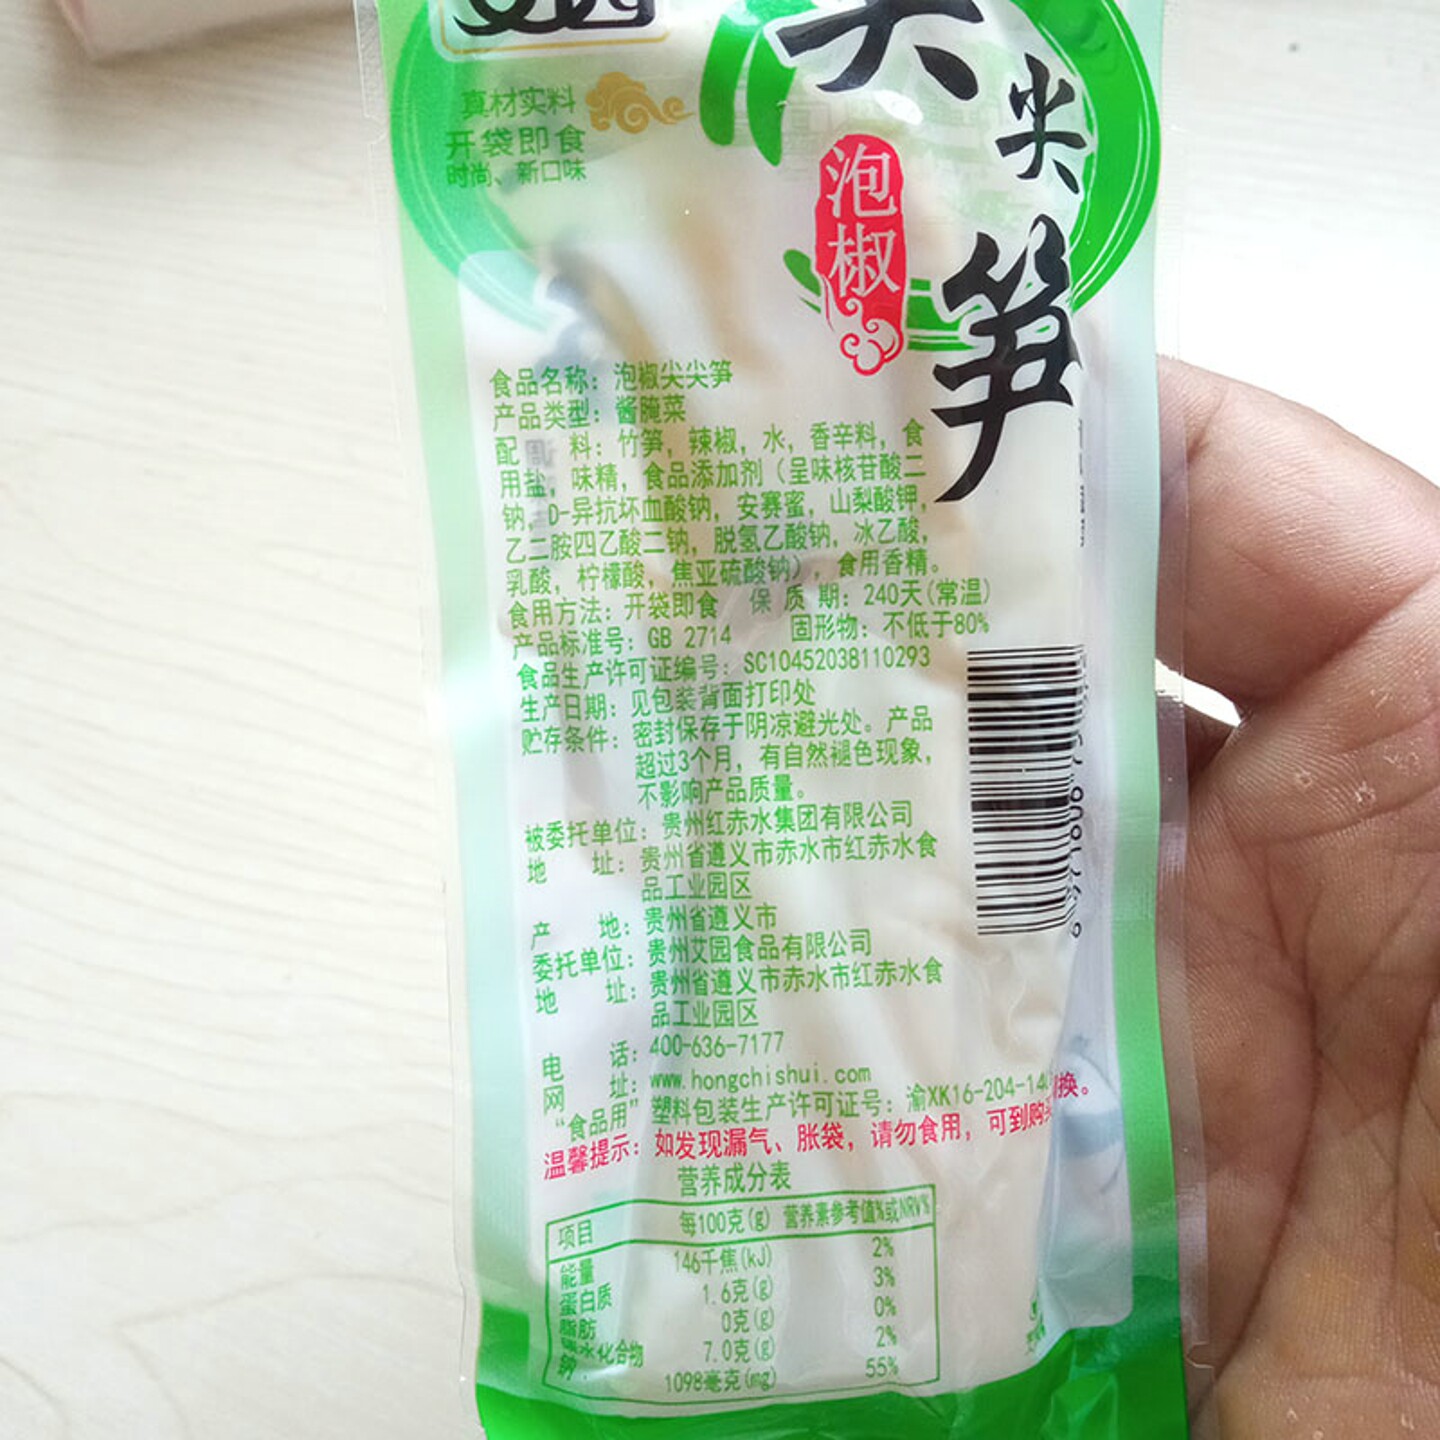 真材实料
开袋即食
时尚、新口味
尖
尖
笋
泡椒
食品名称：泡椒尖尖笋
产品类型：酱腌菜
配 料：竹笋，辣椒，水，香辛料，食
用盐，味精，食品添加剂（呈味核苷酸二
钠，D-异抗坏血酸钠，安赛蜜，山梨酸钾，
乙二胺四乙酸二钠，脱氢乙酸钠，冰乙酸，
乳酸，柠檬酸，焦亚硫酸钠），食用香精。
食用方法：开袋即食 保 质 期：240天(常温)
产品标准号：GB 2714 固形物：不低于80%
食品生产许可证编号：SC10452038110293
生产日期：见包装背面打印处
贮存条件：密封保存于阴凉避光处。产品
超过3个月，有自然褪色现象，
不影响产品质量。
被委托单位：贵州红赤水集团有限公司
地 址：贵州省遵义市赤水市红赤水食
品工业园区
产 地：贵州省遵义市
委托单位：贵州艾园食品有限公司
地 址：贵州省遵义市赤水市红赤水食
品工业园区
电 话：400-636-7177
网 址：www.hongchishui.com
“食品用”塑料包装生产许可证号：渝XK16-204-14
温馨提示：如发现漏气、胀袋，请勿食用，可到购 换。
营养成分表
项目 每100克(g) 营养素参考值%或NRV%
能量 146千焦(kJ) 2%
蛋白质 1.6克(g) 3%
脂肪 0克(g) 0%
碳水化合物 7.0克(g) 2%
钠 1098毫克(mg) 55%